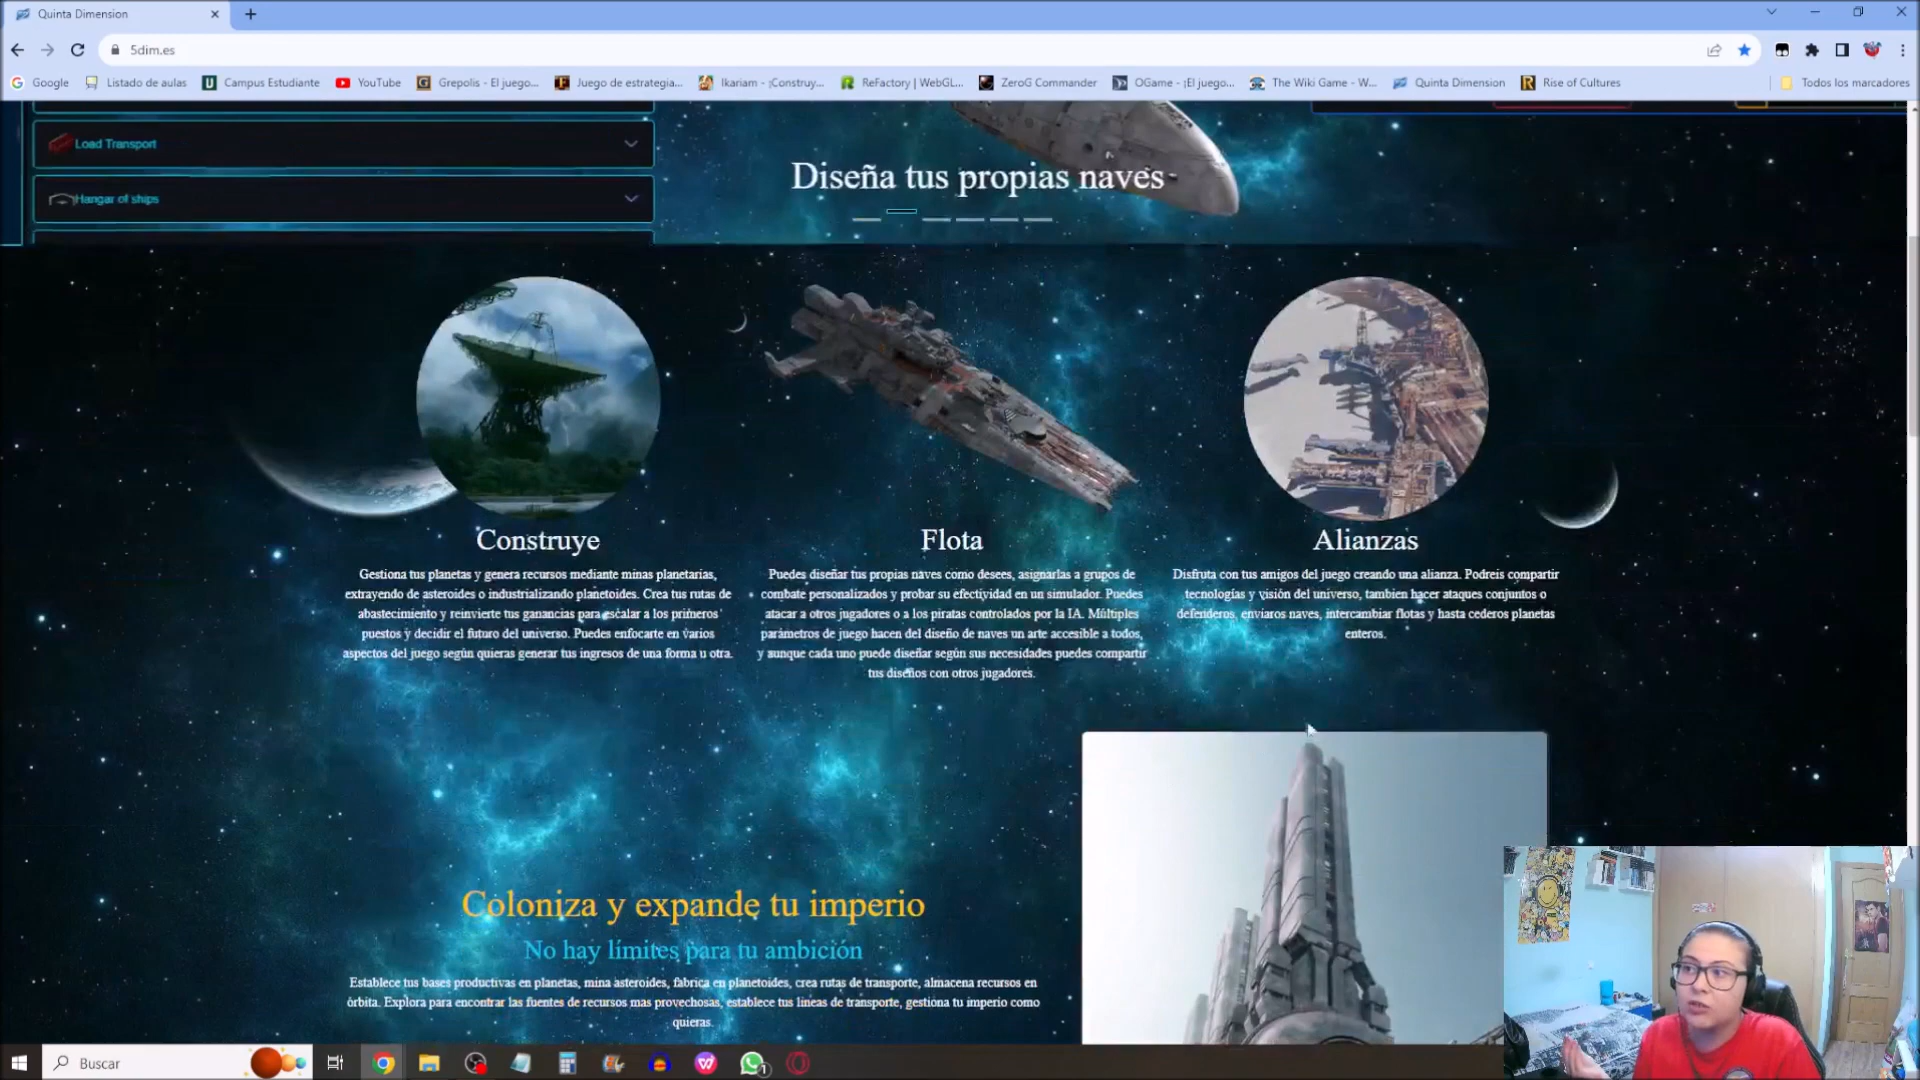 Quinta Dimension
5dim.es
Google
Listado de aulas
Campus Estudiante
YouTube
Grepolis - El juego...
Juego de estrategia...
Ikariam - ¡Construy...
ReFactory | WebGL...
ZeroG Commander
OGame - ¡El juego...
The Wiki Game - W...
Quinta Dimension
Rise of Cultures
Todos los marcadores
Load Transport
Hangar of ships
Diseña tus propias naves
Construye
Gestiona tus planetas y genera recursos mediante minas planetarias,
extrayendo de asteroides o industrializando planetoides. Crea tus rutas de
abastecimiento y reinvierte tus ganancias para escalar a los primeros
puestos y decidir el futuro del universo. Puedes enfocarte en varios
aspectos del juego según quieras generar tus ingresos de una forma u otra.
Flota
Puedes diseñar tus propias naves como desees, asignarlas a grupos de
combate personalizados y probar su efectividad en un simulador. Puedes
atacar a otros jugadores o a los piratas controlados por la IA. Múltiples
parámetros de juego hacen del diseño de naves un arte accesible a todos,
y aunque cada uno puede diseñar según sus necesidades puedes compartir
tus diseños con otros jugadores.
Alianzas
Disfruta con tus amigos del juego creando una alianza. Podreis compartir
tecnologías y visión del universo, tambien hacer ataques conjuntos o
defenderos, enviaros naves, intercambiar flotas y hasta cederos planetas
enteros.
Coloniza y expande tu imperio
No hay límites para tu ambición
Establece tus bases productivas en planetas, mina asteroides, fabrica en planetoides, crea rutas de transporte, almacena recursos en
órbita. Explora para encontrar las fuentes de recursos mas provechosas, establece tus lineas de transporte, gestiona tu imperio como
quieras.
Buscar
1